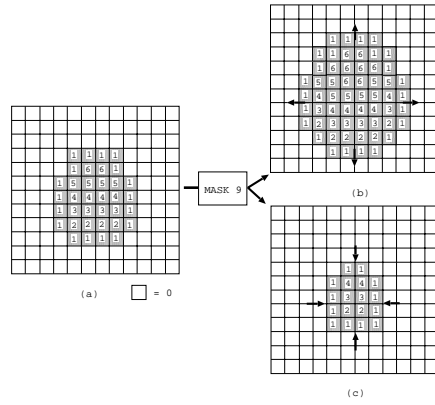 1 1 1 1
1 1 6 6 1 1
1 1 6 6 6 1
1 5 5 6 6 5 5 1
1 4 5 5 5 5 4 1
1 3 4 4 4 4 3 1
1 2 3 3 3 3 2 1
1 2 2 2 2 1
1 1 1 1
(b)
1 1 1 1
1 6 6 1
1 5 5 5 5 1
1 4 4 4 4 1
1 3 3 3 3 1
1 2 2 2 2 1
1 1 1 1
(a)
= 0
MASK 9
1 1
1 4 4 1
1 3 3 1
1 2 2 1
1 1 1 1
(c)